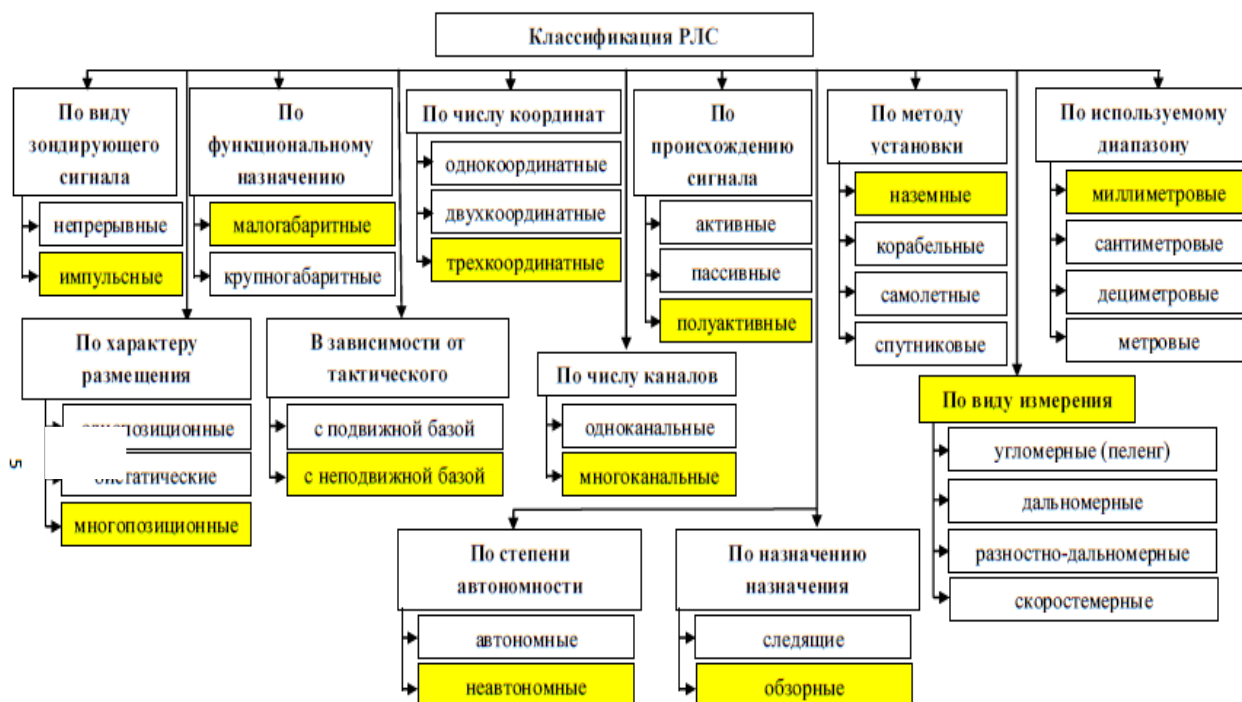 Классификация РЛС
По виду
зондирующего
сигнала
непрерывные
импульсные
По
функциональному
назначению
малогабаритные
крупногабаритные
По числу координат
однокоординатные
двухкоординатные
трехкоординатные
По
происхождению
сигнала
активные
пассивные
полуактивные
По методу
установки
наземные
корабельные
самолетные
спутниковые
По используемому
диапазону
миллиметровые
сантиметровые
дециметровые
метровые
По характеру
размещения
многопозиционные
В зависимости от
тактического
с подвижной базой
с неподвижной базой
По числу каналов
одноканальные
многоканальные
По виду измерения
угломерные (пеленг)
дальномерные
разностно-дальномерные
скоростемерные
По степени
автономности
автономные
неавтономные
По назначению
назначения
следящие
обзорные
5